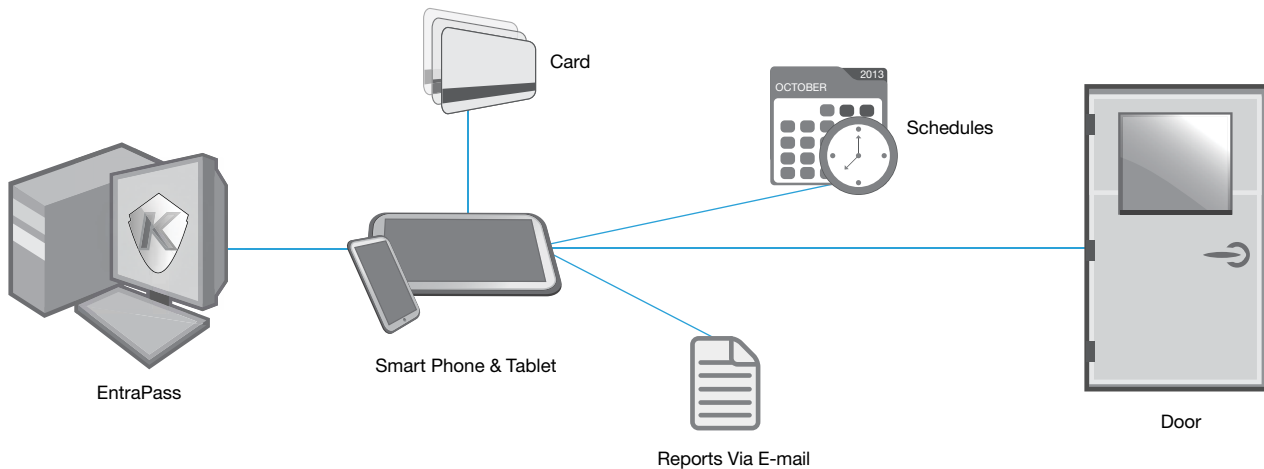 Card
2013
OCTOBER
Schedules
K
Smart Phone & Tablet
EntraPass
Door
Reports Via E-mail